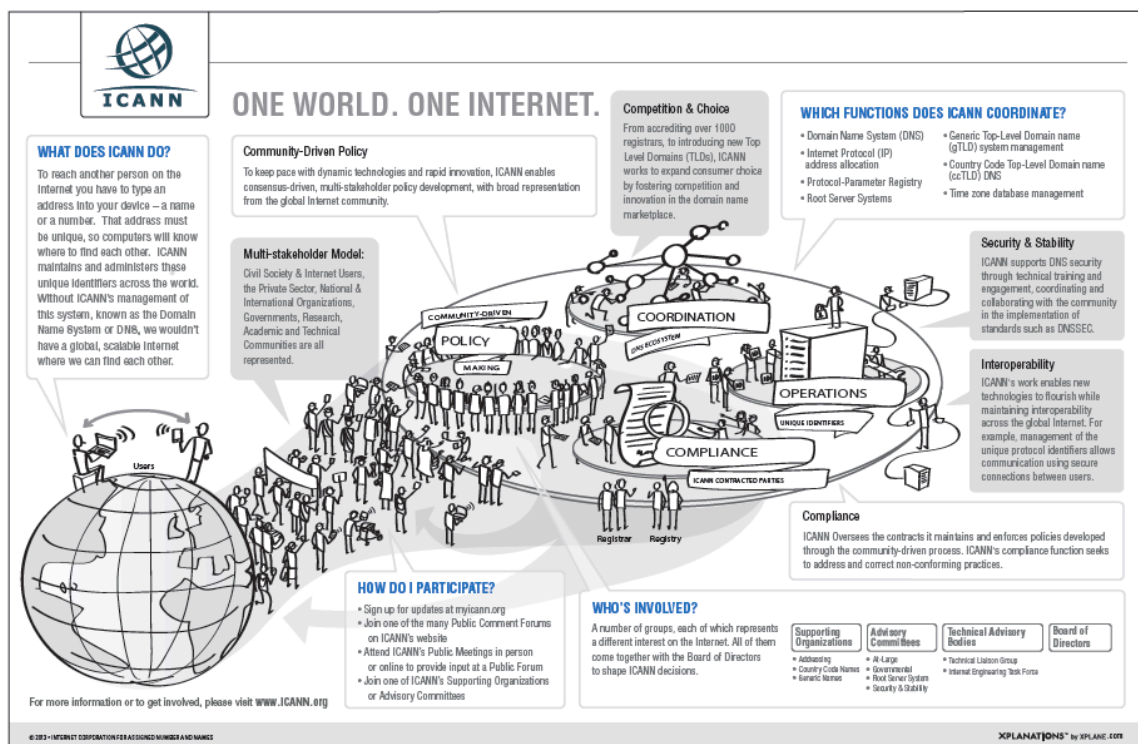 ICANN
ONE WORLD. ONE INTERNET.
WHAT DOES ICANN DO?
To reach another person on the
Internet you have to type an
address into your device – a name
or a number. That address must
be unique, so computers will know
where to find each other. ICANN
maintains and administers these
unique identifiers across the world.
Without ICANN's management of
this system, known as the Domain
Name System or DNS, we wouldn't
have a global, scalable Internet
where we can find each other.
Community-Driven Policy
To keep pace with dynamic technologies and rapid innovation, ICANN enables
consensus-driven, multi-stakeholder policy development, with broad representation
from the global Internet community.
Competition & Choice
From accrediting over 1000
registrars, to introducing new Top
Level Domains (TLDs), ICANN
works to expand consumer choice
by fostering competition and
innovation in the domain name
marketplace.
WHICH FUNCTIONS DOES ICANN COORDINATE?
• Domain Name System (DNS)
• Internet Protocol (IP)
address allocation
• Protocol-Parameter Registry
• Root Server Systems
• Generic Top-Level Domain name
(gTLD) system management
• Country Code Top-Level Domain name
(ccTLD) DNS
• Time zone database management
Multi-stakeholder Model:
Civil Society & Internet Users,
the Private Sector, National &
International Organizations,
Governments, Research,
Academic and Technical
Communities are all
represented.
Security & Stability
ICANN supports DNS security
through technical training and
engagement, coordinating and
collaborating with the community
in the implementation of
standards such as DNSSEC.
Interoperability
ICANN's work enables new
technologies to flourish while
maintaining interoperability
across the global Internet. For
example, management of the
unique protocol identifiers allows
communication using secure
connections between users.
COMMUNITY-DRIVEN
POLICY
MAKING
COORDINATION
DNS ECOSYSTEM
OPERATIONS
UNIQUE IDENTIFIERS
COMPLIANCE
ICANN CONTRACTED PARTIES
Users
Registrar
Registry
Compliance
ICANN Oversees the contracts it maintains and enforces policies developed
through the community-driven process. ICANN's compliance function seeks
to address and correct non-conforming practices.
HOW DO I PARTICIPATE?
• Sign up for updates at myicann.org
• Join one of the many Public Comment Forums
on ICANN's website
• Attend ICANN's Public Meetings in person
or online to provide input at a Public Forum
• Join one of ICANN's Supporting Organizations
or Advisory Committees
WHO'S INVOLVED?
A number of groups, each of which represents
a different interest on the Internet. All of them
come together with the Board of Directors
to shape ICANN decisions.
Supporting
Organizations
• Addressing
• Country Code Names
• Generic Names
Advisory
Committees
• At-Large
• Governmental
• Root Server System
• Security & Stability
Technical Advisory
Bodies
• Technical Liaison Group
• Internet Engineering Task Force
Board of
Directors
For more information or to get involved, please visit www.ICANN.org
© 2013 • INTERNET CORPORATION FOR ASSIGNED NUMBER AND NAMES
XPLANATIONS™ by XPLANE.com